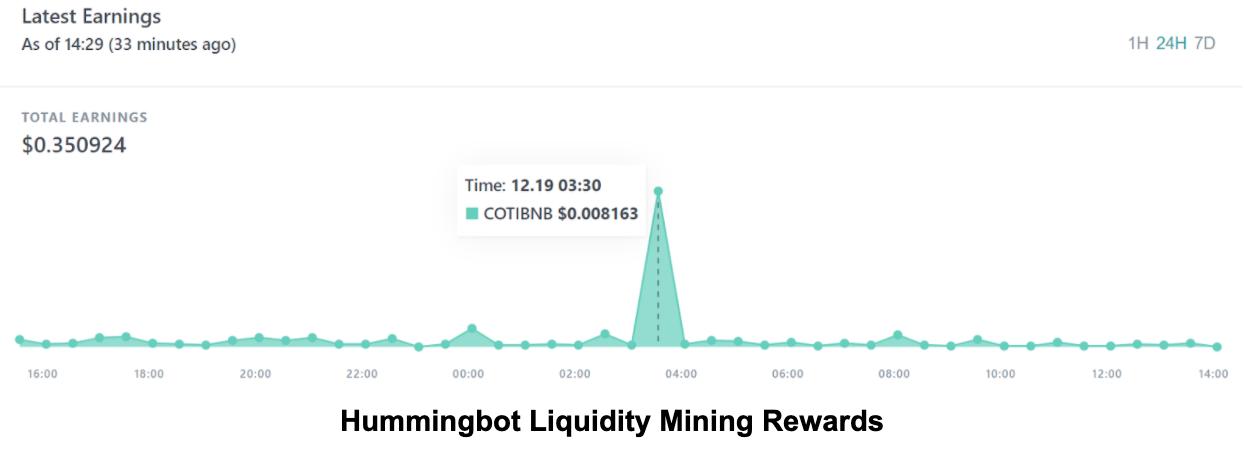 Latest Earnings
As of 14:29 (33 minutes ago)
1H 24H 7D
TOTAL EARNINGS
$0.350924
Time: 12.19 03:30
COTIBNB $0.008163
16:00 18:00 20:00 22:00 00:00 02:00 04:00 06:00 08:00 10:00 12:00 14:00
Hummingbot Liquidity Mining Rewards